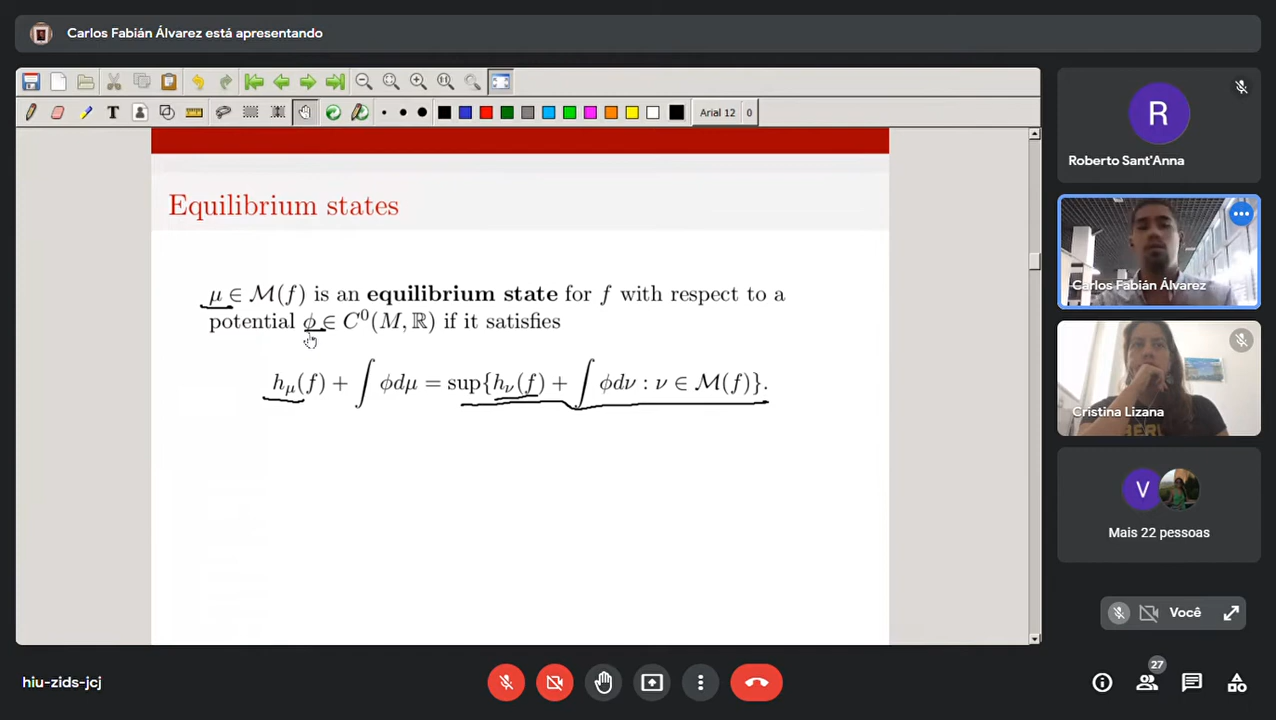 Carlos Fabián Álvarez está apresentando
T
Arial 12
0
Equilibrium states
μ ∈ M(f) is an equilibrium state for f with respect to a
potential ϕ ∈ C⁰(M, ℝ) if it satisfies
h_μ(f) + ∫ ϕdμ = sup{h_ν(f) + ∫ ϕdν : ν ∈ M(f)}.
R
Roberto Sant'Anna
Carlos Fabián Álvarez
Cristina Lizana
V
Mais 22 pessoas
Você
hiu-zids-jcj
27